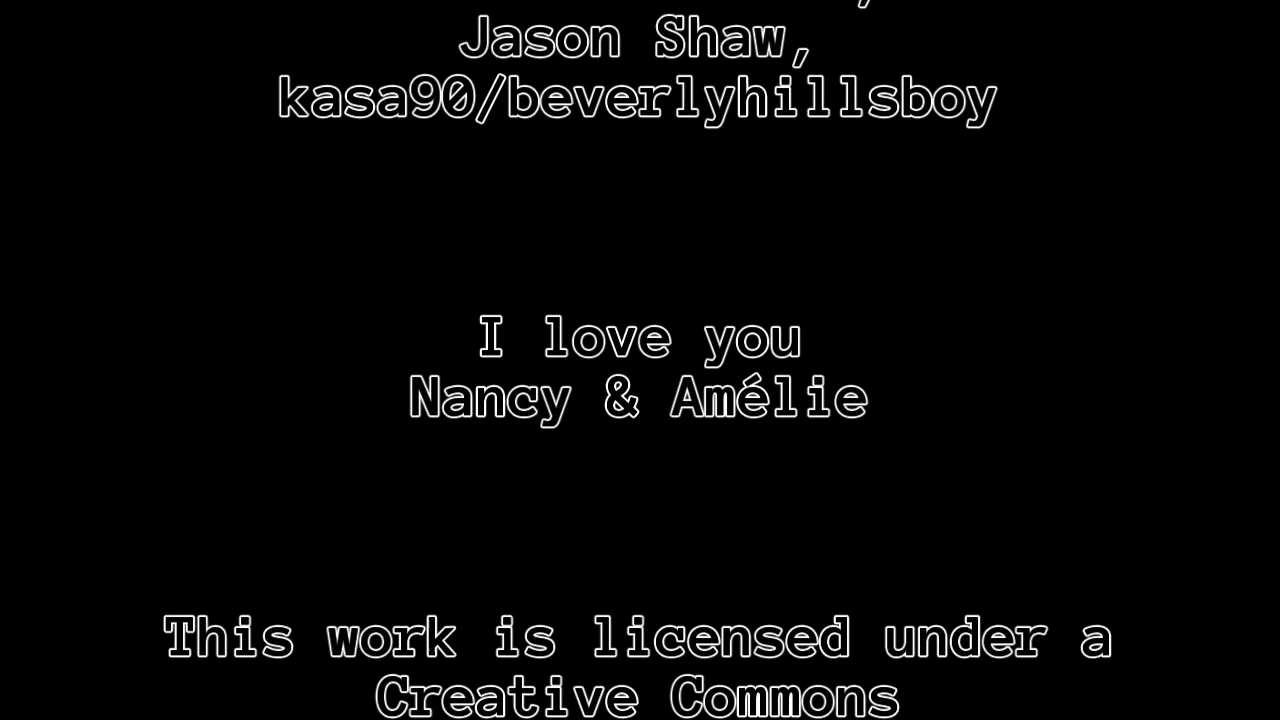 Jason Shaw,
kasa90/beverlyhillsboy
I love you
Nancy & Amélie
This work is licensed under a
Creative Commons